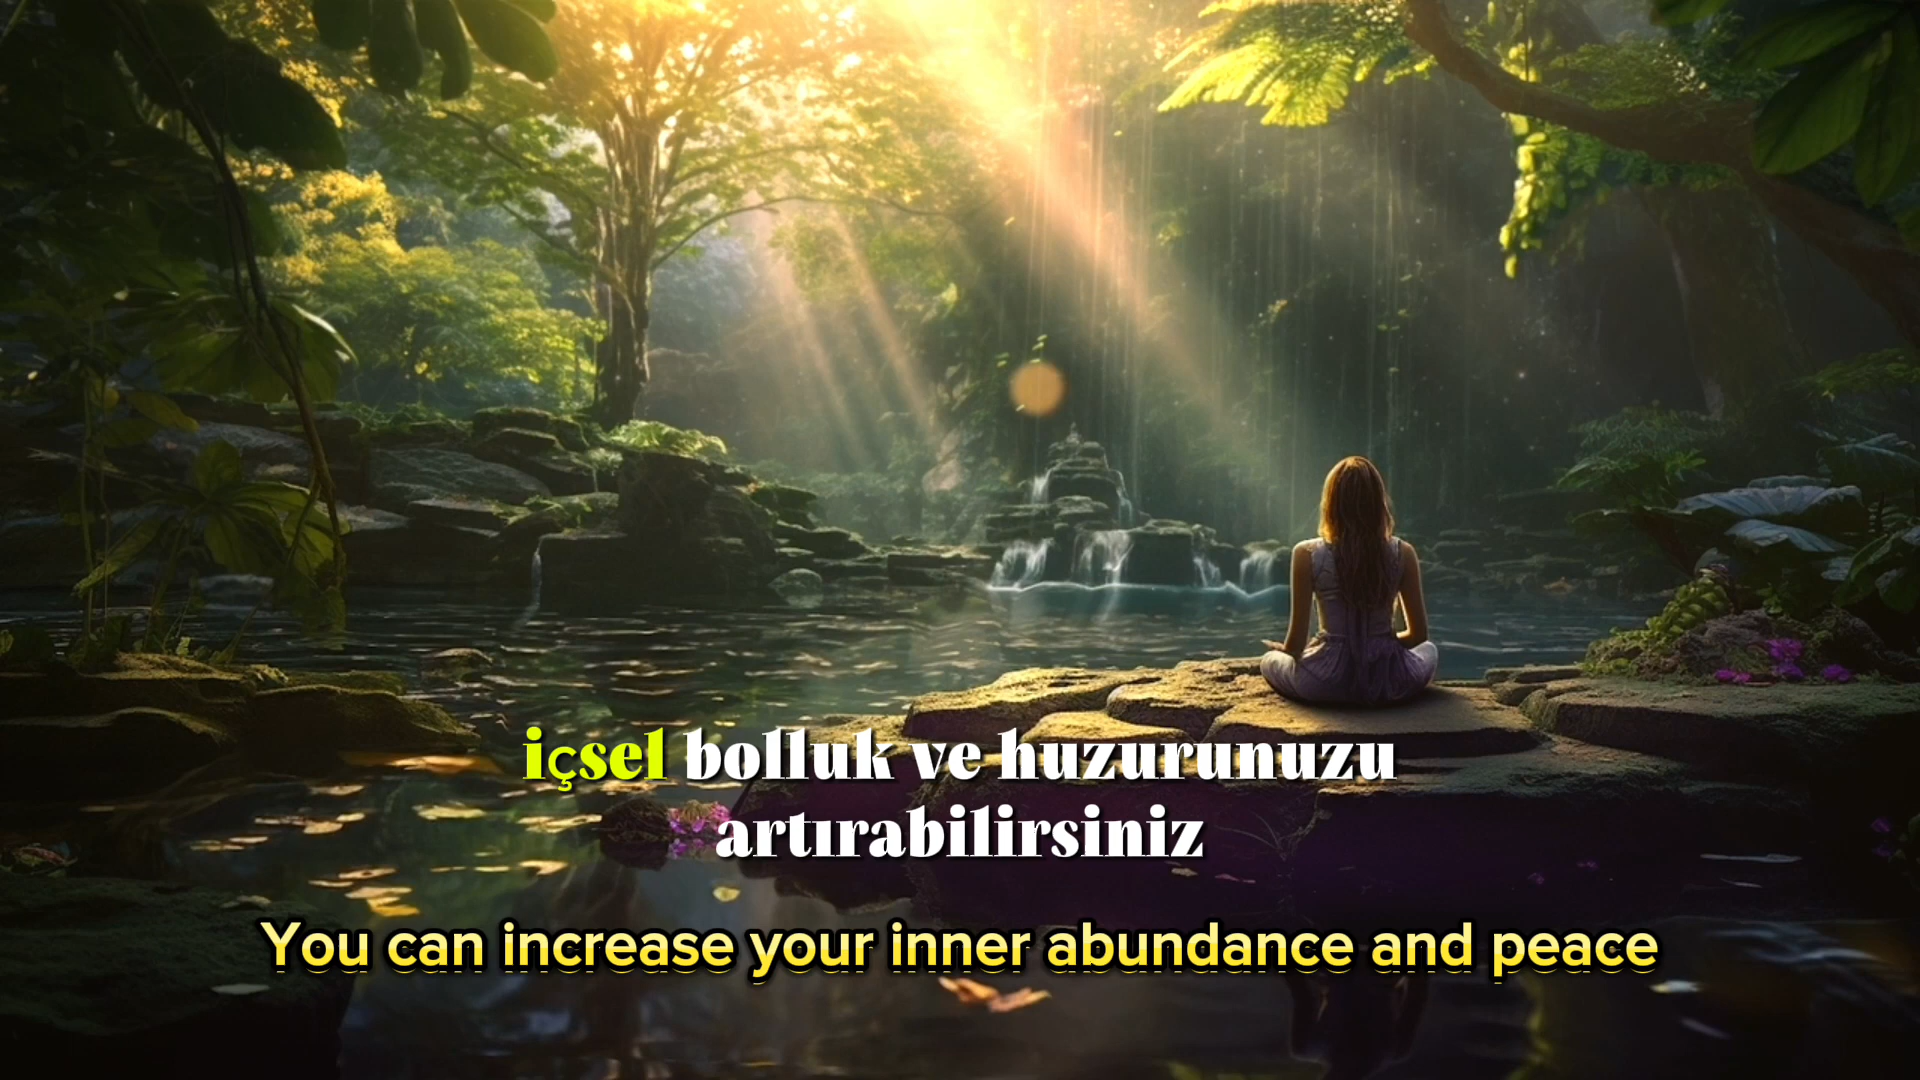 içsel bolluk ve huzurunuzu
artırabilirsiniz
You can increase your inner abundance and peace